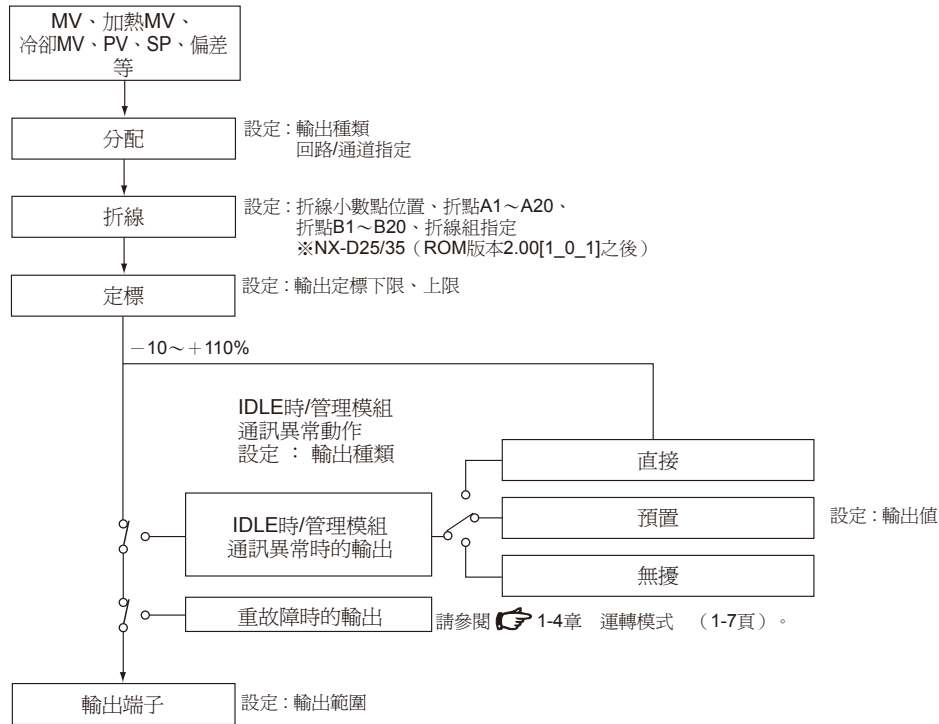 MV、加熱MV、
冷卻MV、PV、SP、偏差
等
分配
設定：輸出種類
回路/通道指定
折線
設定：折線小數點位置、折點A1～A20、
折點B1～B20、折線組指定
※NX-D25/35（ROM版本2.00[1_0_1]之後）
定標
設定：輸出定標下限、上限
－10～＋110%
IDLE時/管理模組
通訊異常動作
設定 ： 輸出種類
直接
IDLE時/管理模組
通訊異常時的輸出
預置
設定：輸出值
無擾
重故障時的輸出
請參閱 1-4章　運轉模式　（1-7頁）。
輸出端子
設定：輸出範圍